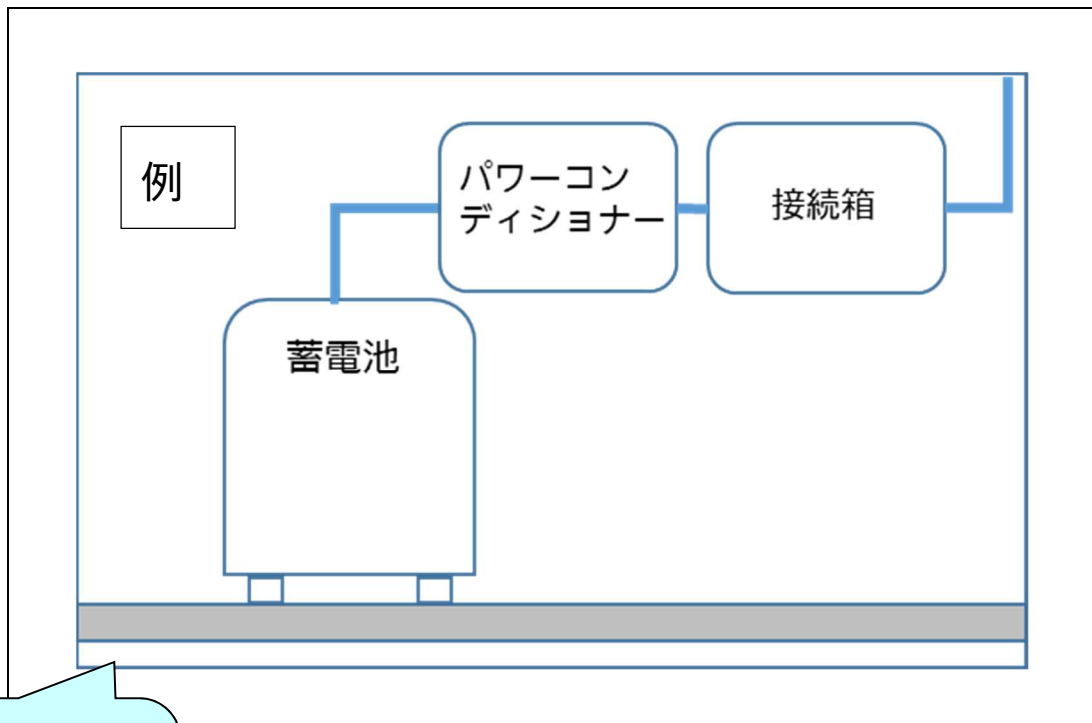 例
パワーコン
ディショナー
接続箱
蓄電池